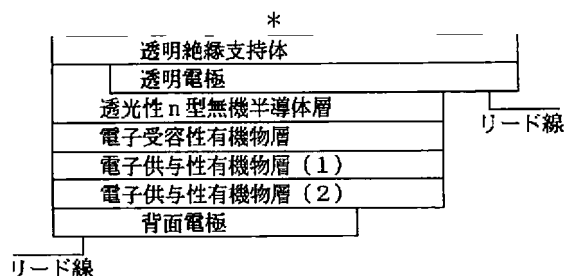 *
透明絶縁支持体
透明電極
透光性n型無機半導体層
リード線
電子受容性有機物層
電子供与性有機物層(1)
電子供与性有機物層(2)
背面電極
リード線